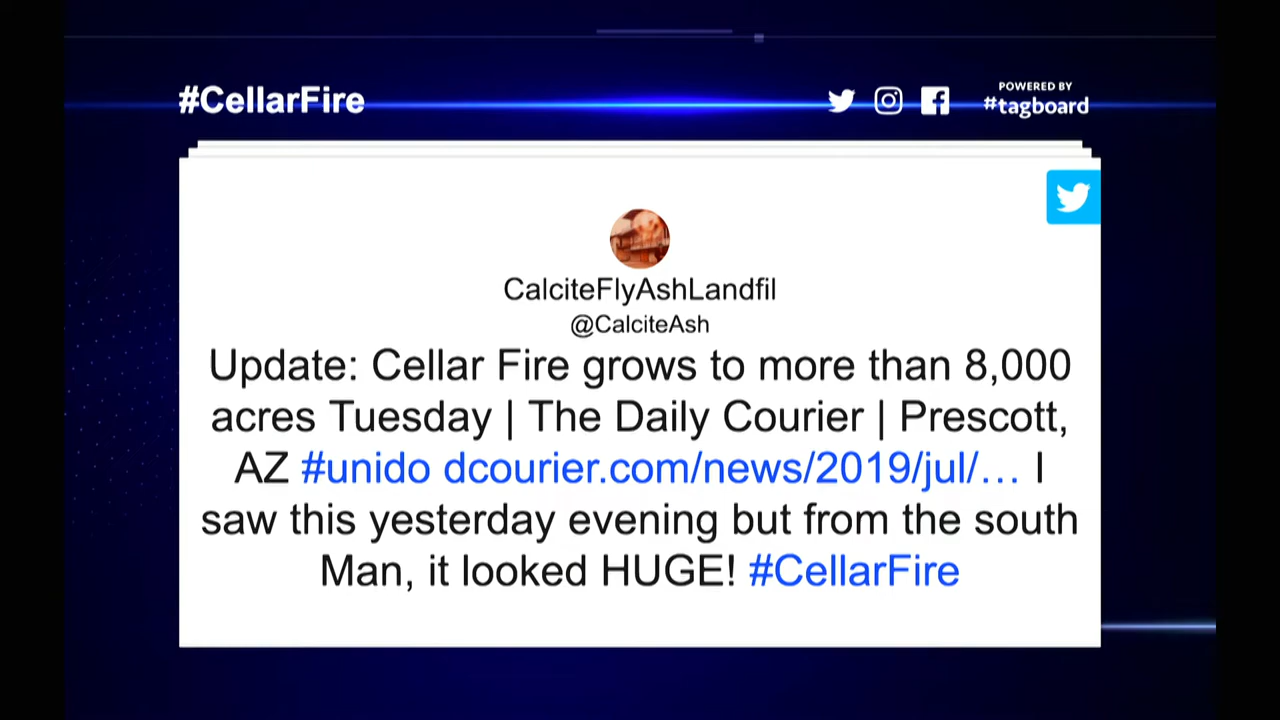 #CellarFire
POWERED BY
#tagboard
CalciteFlyAshLandfil
@CalciteAsh
Update: Cellar Fire grows to more than 8,000
acres Tuesday | The Daily Courier | Prescott,
AZ #unido dcourier.com/news/2019/jul/… I
saw this yesterday evening but from the south
Man, it looked HUGE! #CellarFire